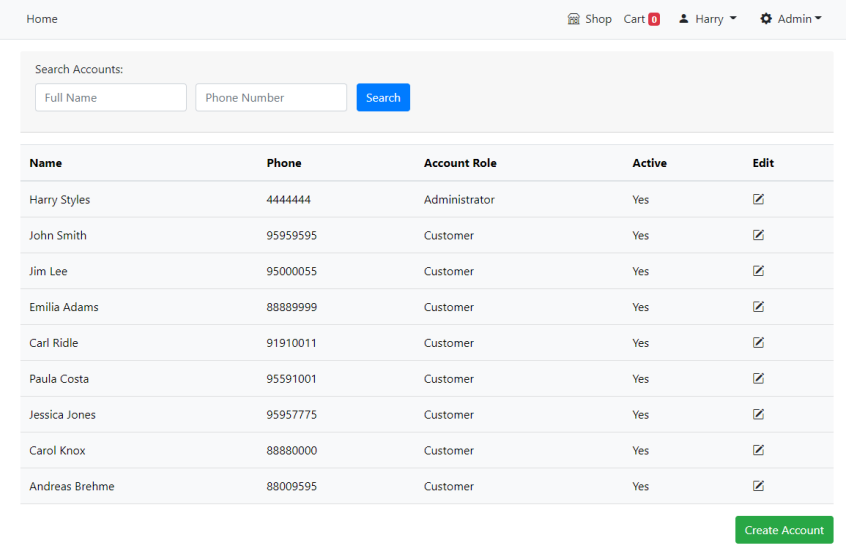 Home Shop Cart 0 Harry Admin
Search Accounts:
Full Name Phone Number Search
Name Phone Account Role Active Edit
Harry Styles 4444444 Administrator Yes
John Smith 95959595 Customer Yes
Jim Lee 95000055 Customer Yes
Emilia Adams 88889999 Customer Yes
Carl Ridle 91910011 Customer Yes
Paula Costa 95591001 Customer Yes
Jessica Jones 95957775 Customer Yes
Carol Knox 88880000 Customer Yes
Andreas Brehme 88009595 Customer Yes
Create Account